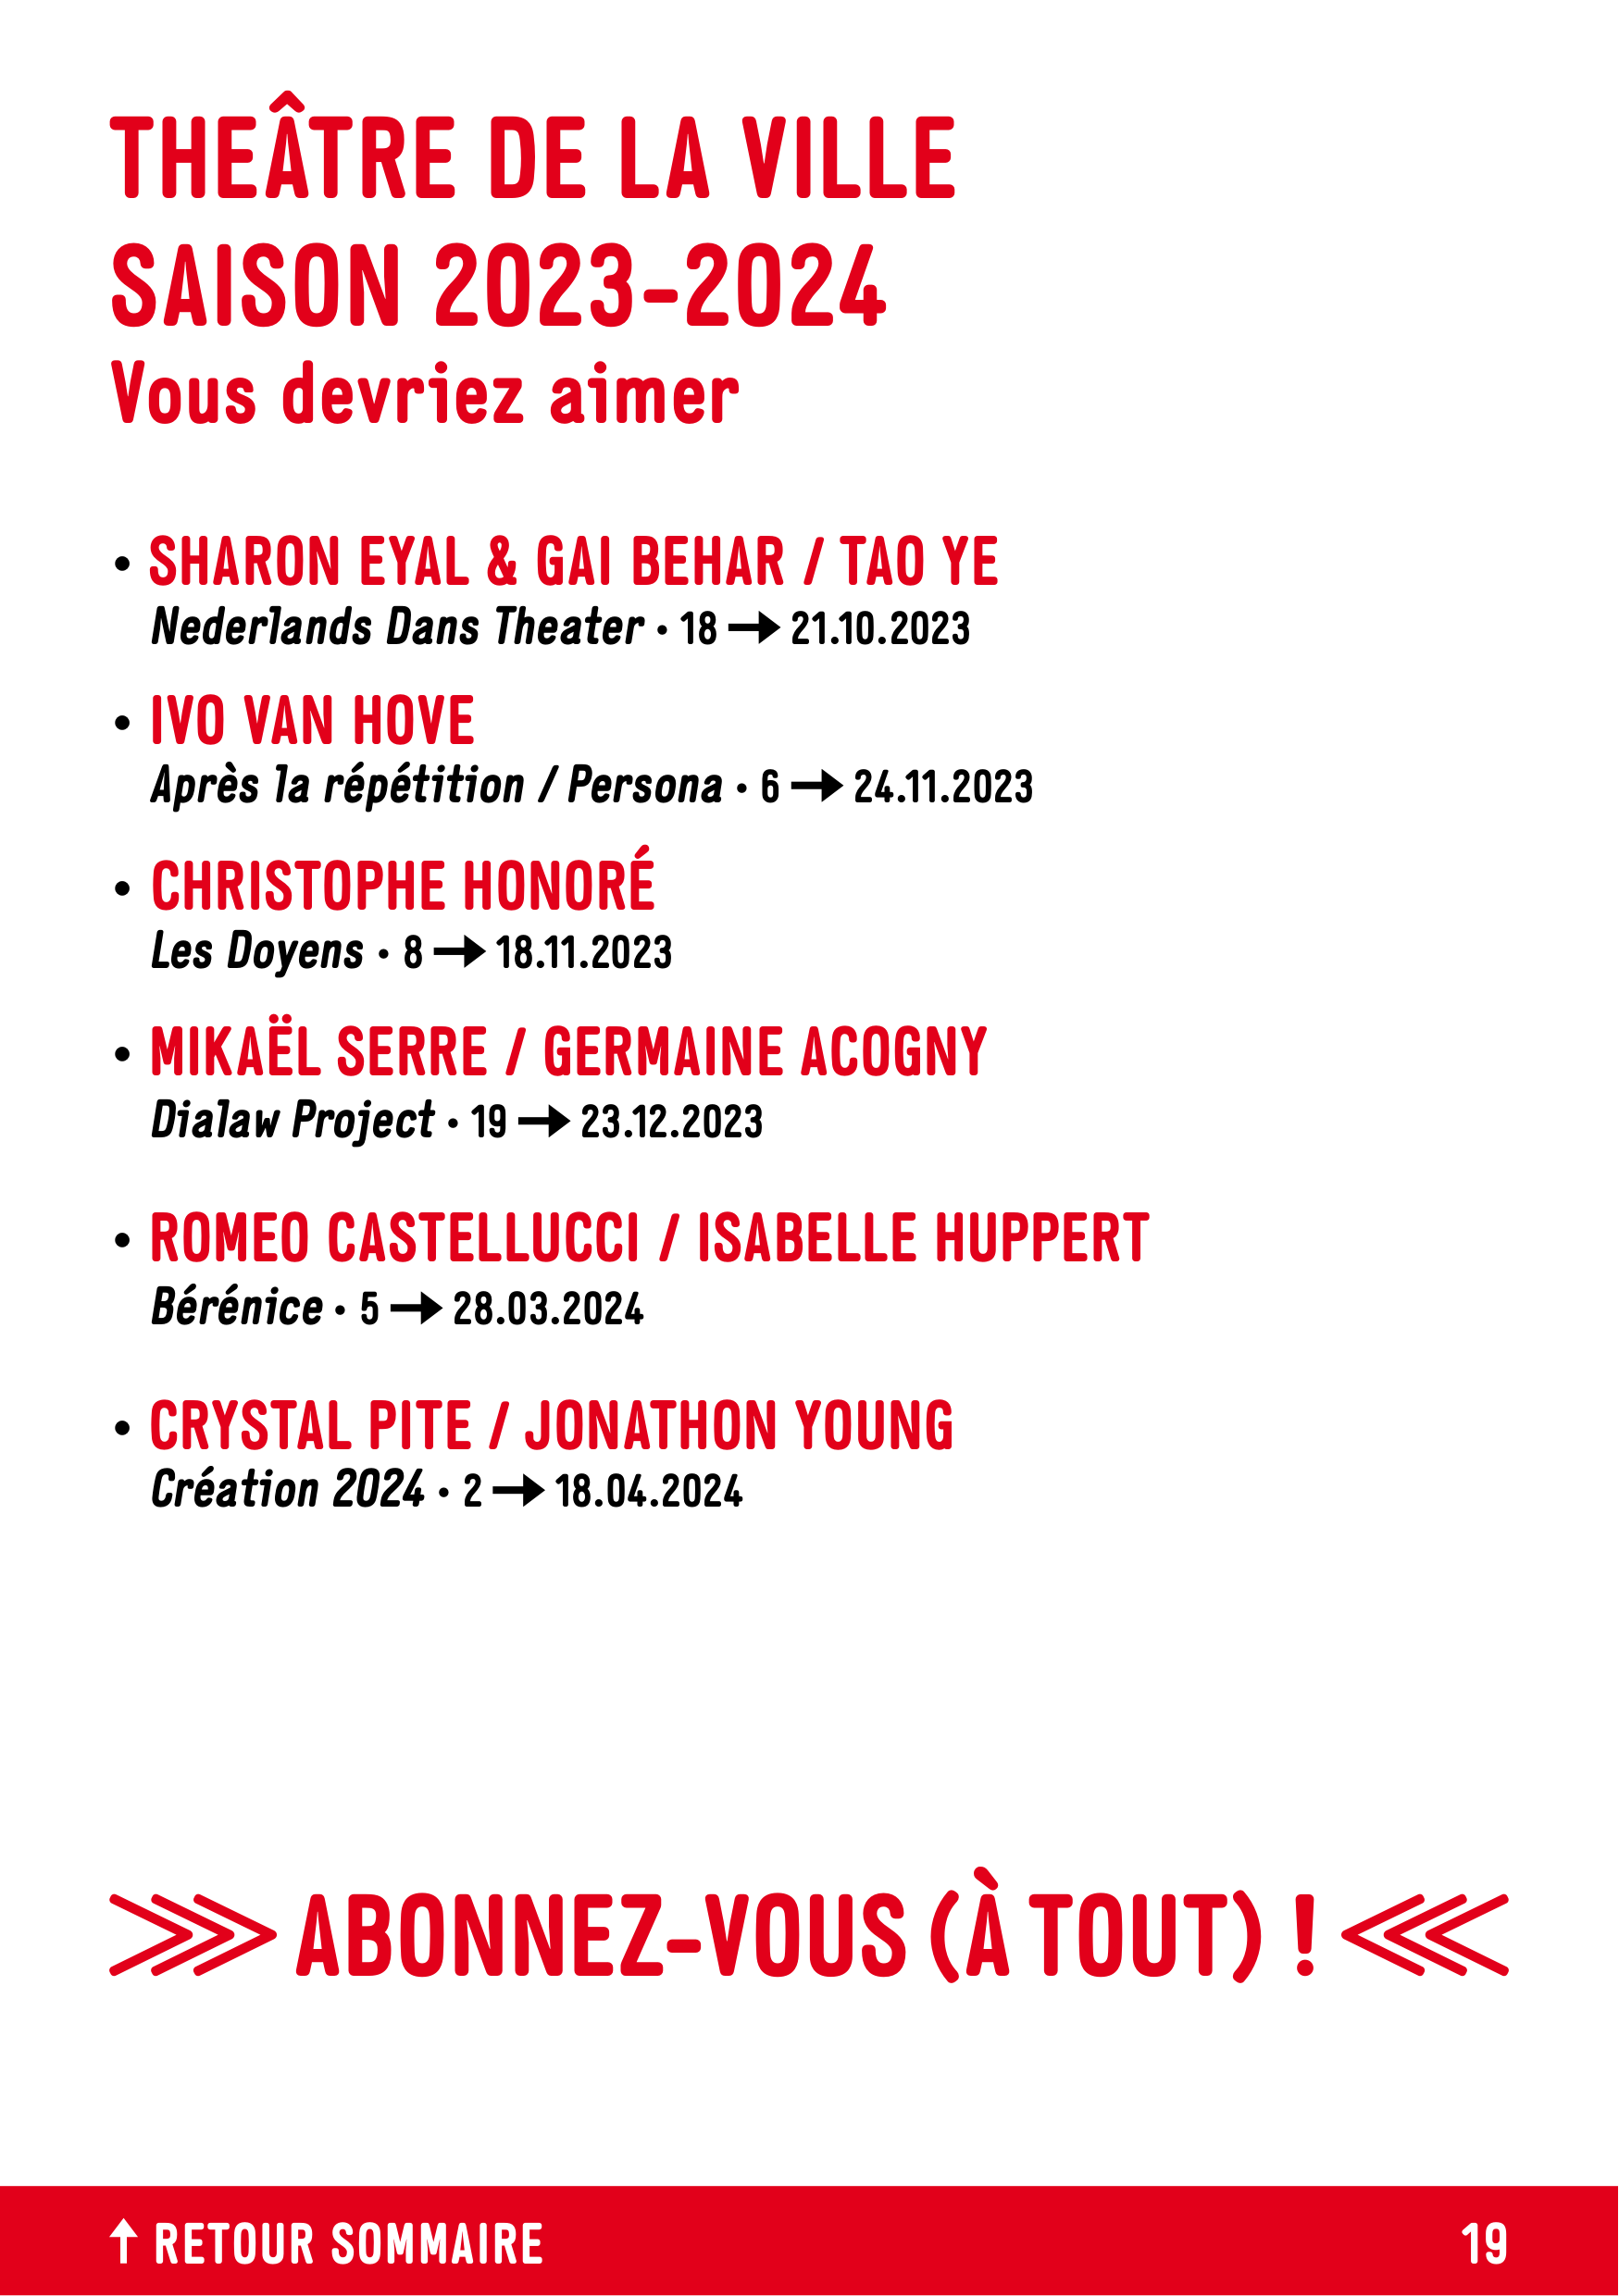 THEÂTRE DE LA VILLE
SAISON 2023-2024
Vous devriez aimer
• SHARON EYAL & GAI BEHAR / TAO YE
Nederlands Dans Theater • 18 → 21.10.2023
• IVO VAN HOVE
Après la répétition / Persona • 6 → 24.11.2023
• CHRISTOPHE HONORÉ
Les Doyens • 8 → 18.11.2023
• MIKAËL SERRE / GERMAINE ACOGNY
Dialaw Project • 19 → 23.12.2023
• ROMEO CASTELLUCCI / ISABELLE HUPPERT
Bérénice • 5 → 28.03.2024
• CRYSTAL PITE / JONATHON YOUNG
Création 2024 • 2 → 18.04.2024
>>> ABONNEZ-VOUS (À TOUT) ! <<<
↑ RETOUR SOMMAIRE 19